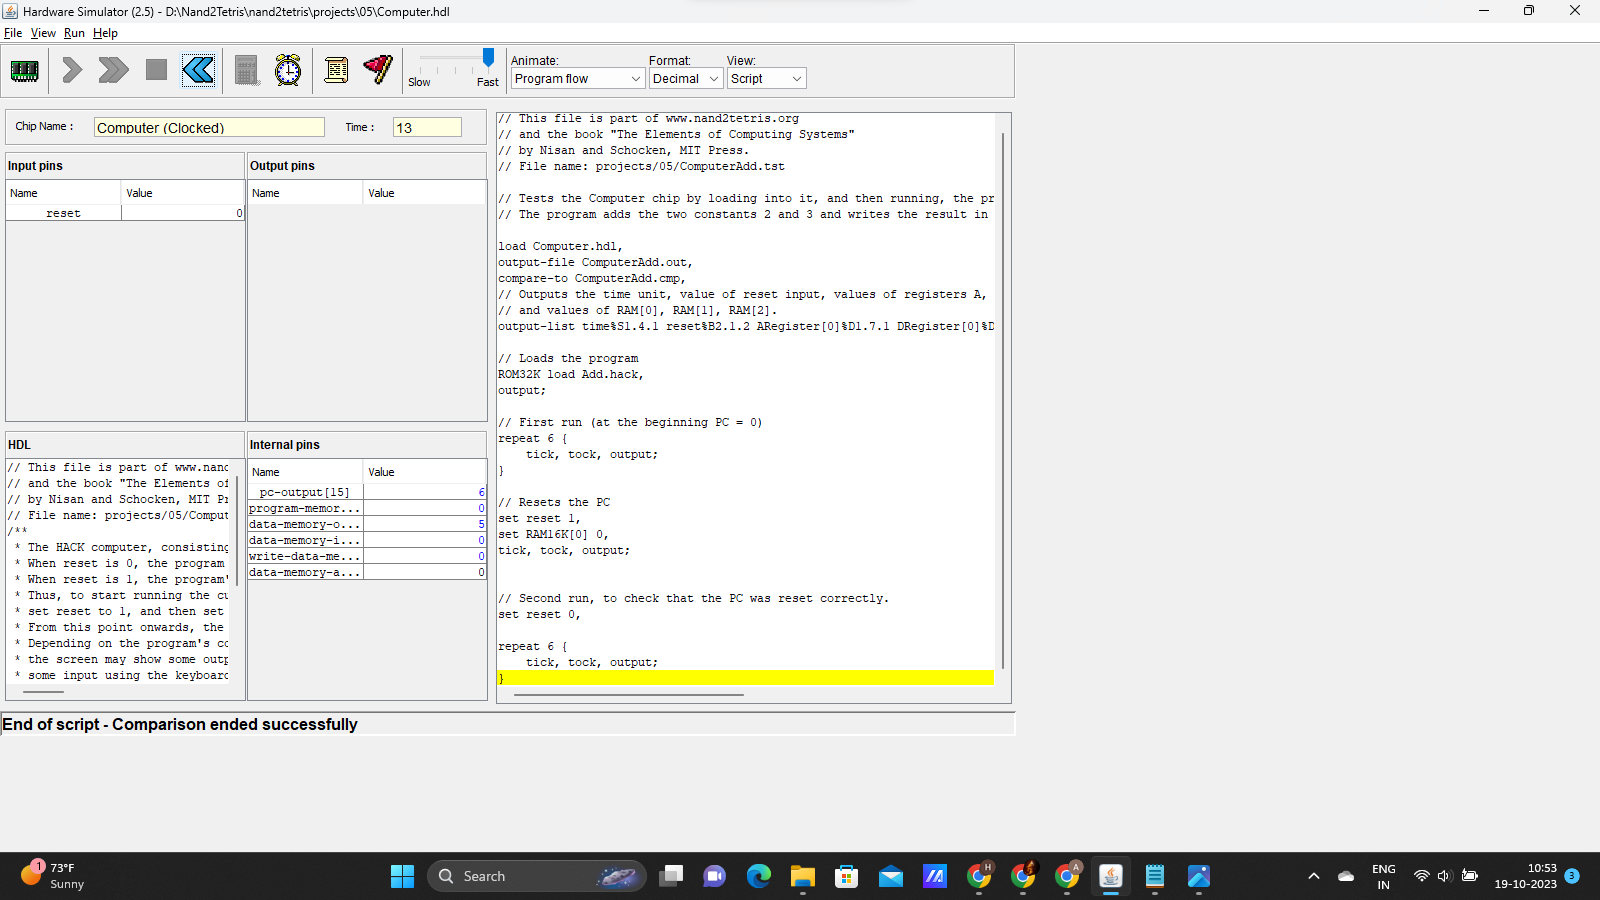 Hardware Simulator (2.5) - D:\Nand2Tetris\nand2tetris\projects\05\Computer.hdl
File View Run Help
Slow Fast
Animate: Format: View:
Program flow Decimal Script
Chip Name : Computer (Clocked) Time : 13
Input pins
Name Value
reset 0
Output pins
Name Value
HDL
// This file is part of www.nand
// and the book "The Elements of
// by Nisan and Schocken, MIT Pr
// File name: projects/05/Comput
/**
* The HACK computer, consisting
* When reset is 0, the program
* When reset is 1, the program'
* Thus, to start running the cu
* set reset to 1, and then set
* From this point onwards, the
* Depending on the program's co
* the screen may show some outp
* some input using the keyboard
Internal pins
Name Value
pc-output[15] 6
program-memor... 0
data-memory-o... 5
data-memory-i... 0
write-data-me... 0
data-memory-a... 0
// This file is part of www.nand2tetris.org
// and the book "The Elements of Computing Systems"
// by Nisan and Schocken, MIT Press.
// File name: projects/05/ComputerAdd.tst
// Tests the Computer chip by loading into it, and then running, the pr
// The program adds the two constants 2 and 3 and writes the result in
load Computer.hdl,
output-file ComputerAdd.out,
compare-to ComputerAdd.cmp,
// Outputs the time unit, value of reset input, values of registers A,
// and values of RAM[0], RAM[1], RAM[2].
output-list time%S1.4.1 reset%B2.1.2 ARegister[0]%D1.7.1 DRegister[0]%D
// Loads the program
ROM32K load Add.hack,
output;
// First run (at the beginning PC = 0)
repeat 6 {
tick, tock, output;
}
// Resets the PC
set reset 1,
set RAM16K[0] 0,
tick, tock, output;
// Second run, to check that the PC was reset correctly.
set reset 0,
repeat 6 {
tick, tock, output;
}
End of script - Comparison ended successfully
1
73°F
Sunny
Search
H
A
ENG
IN
10:53
19-10-2023
3